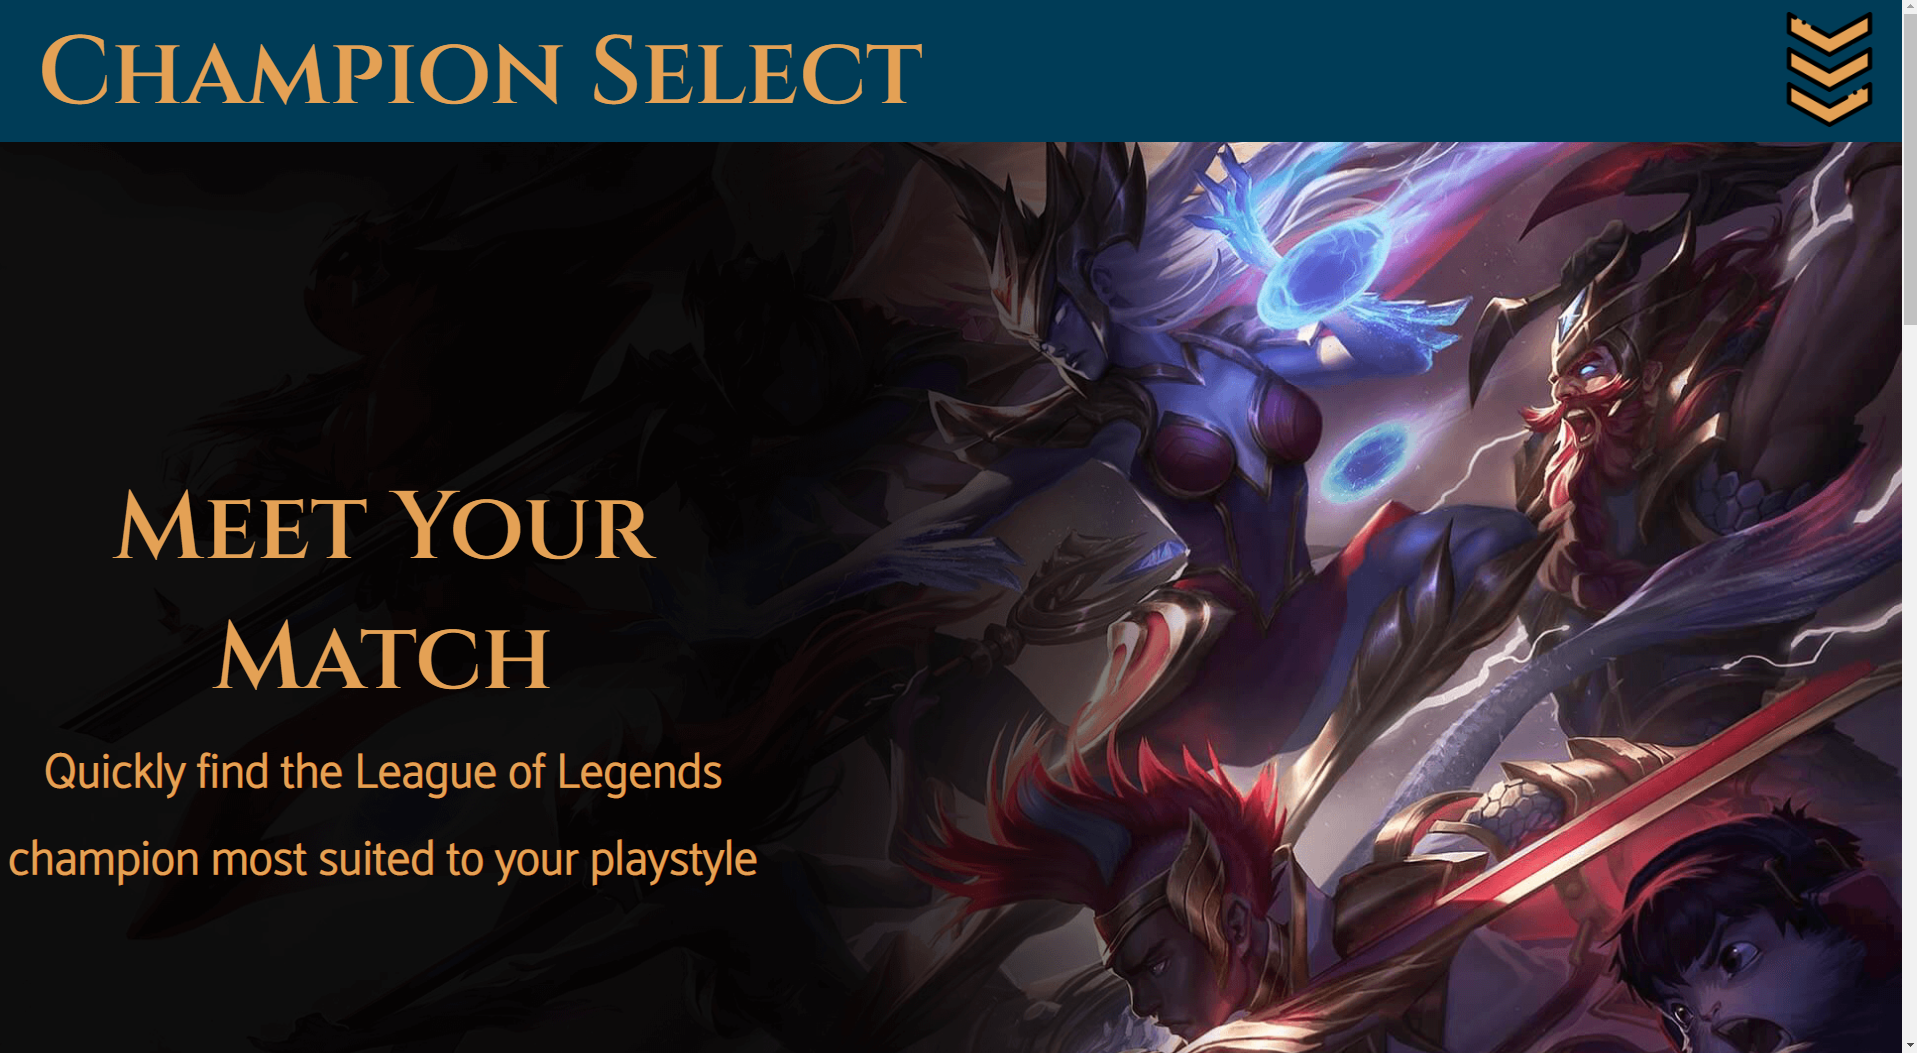 Champion Select
Meet Your
Match
Quickly find the League of Legends
champion most suited to your playstyle